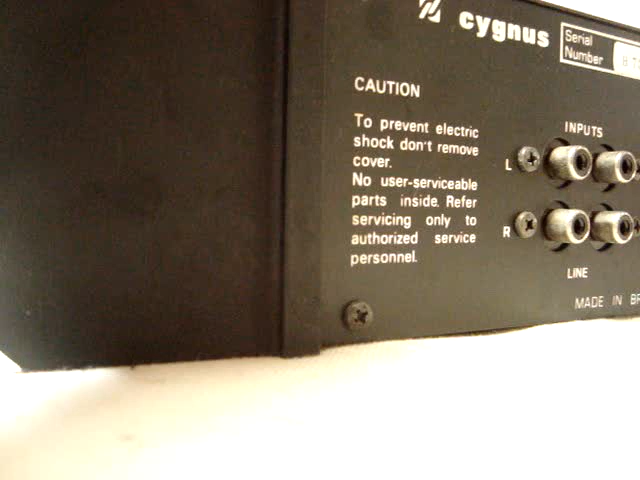 cygnus
Serial
Number
CAUTION
To prevent electric
shock don't remove
cover.
No user-serviceable
parts inside. Refer
servicing only to
authorized service
personnel.
INPUTS
L
R
LINE
MADE IN